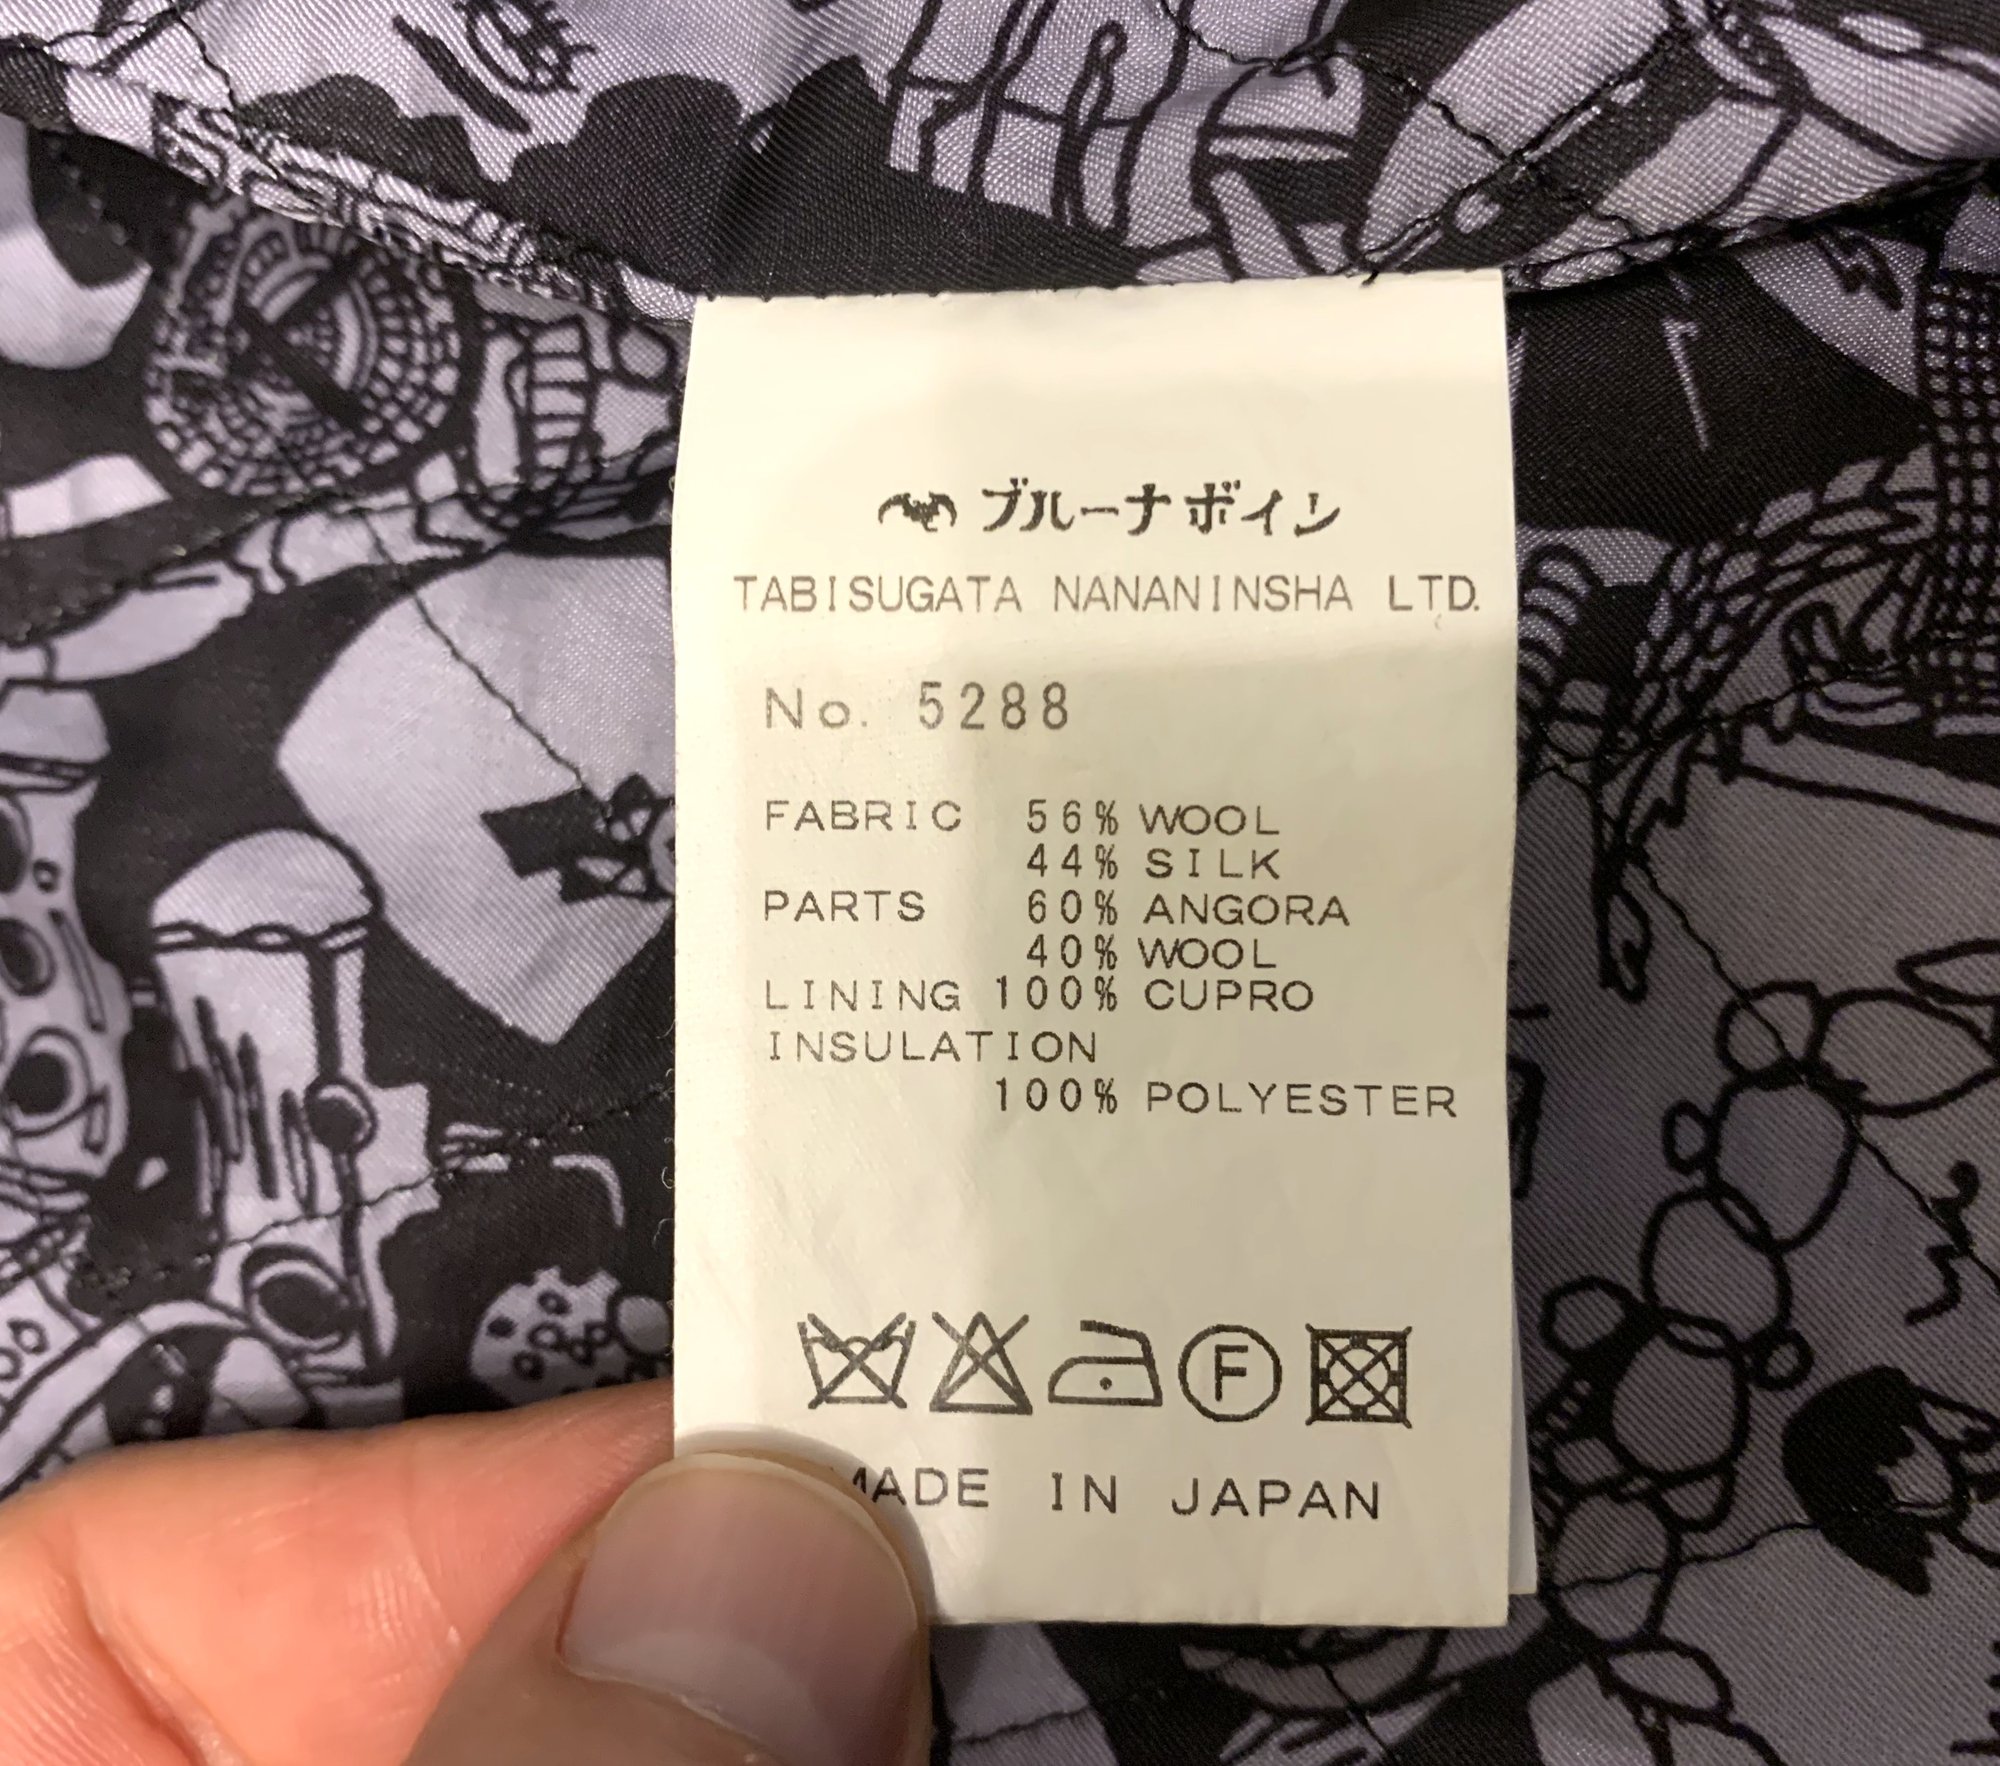 ブルーナボイン
TABISUGATA NANANINSHA LTD.
No. 5288
FABRIC 56% WOOL
44% SILK
PARTS 60% ANGORA
40% WOOL
LINING 100% CUPRO
INSULATION
100% POLYESTER
F
MADE IN JAPAN